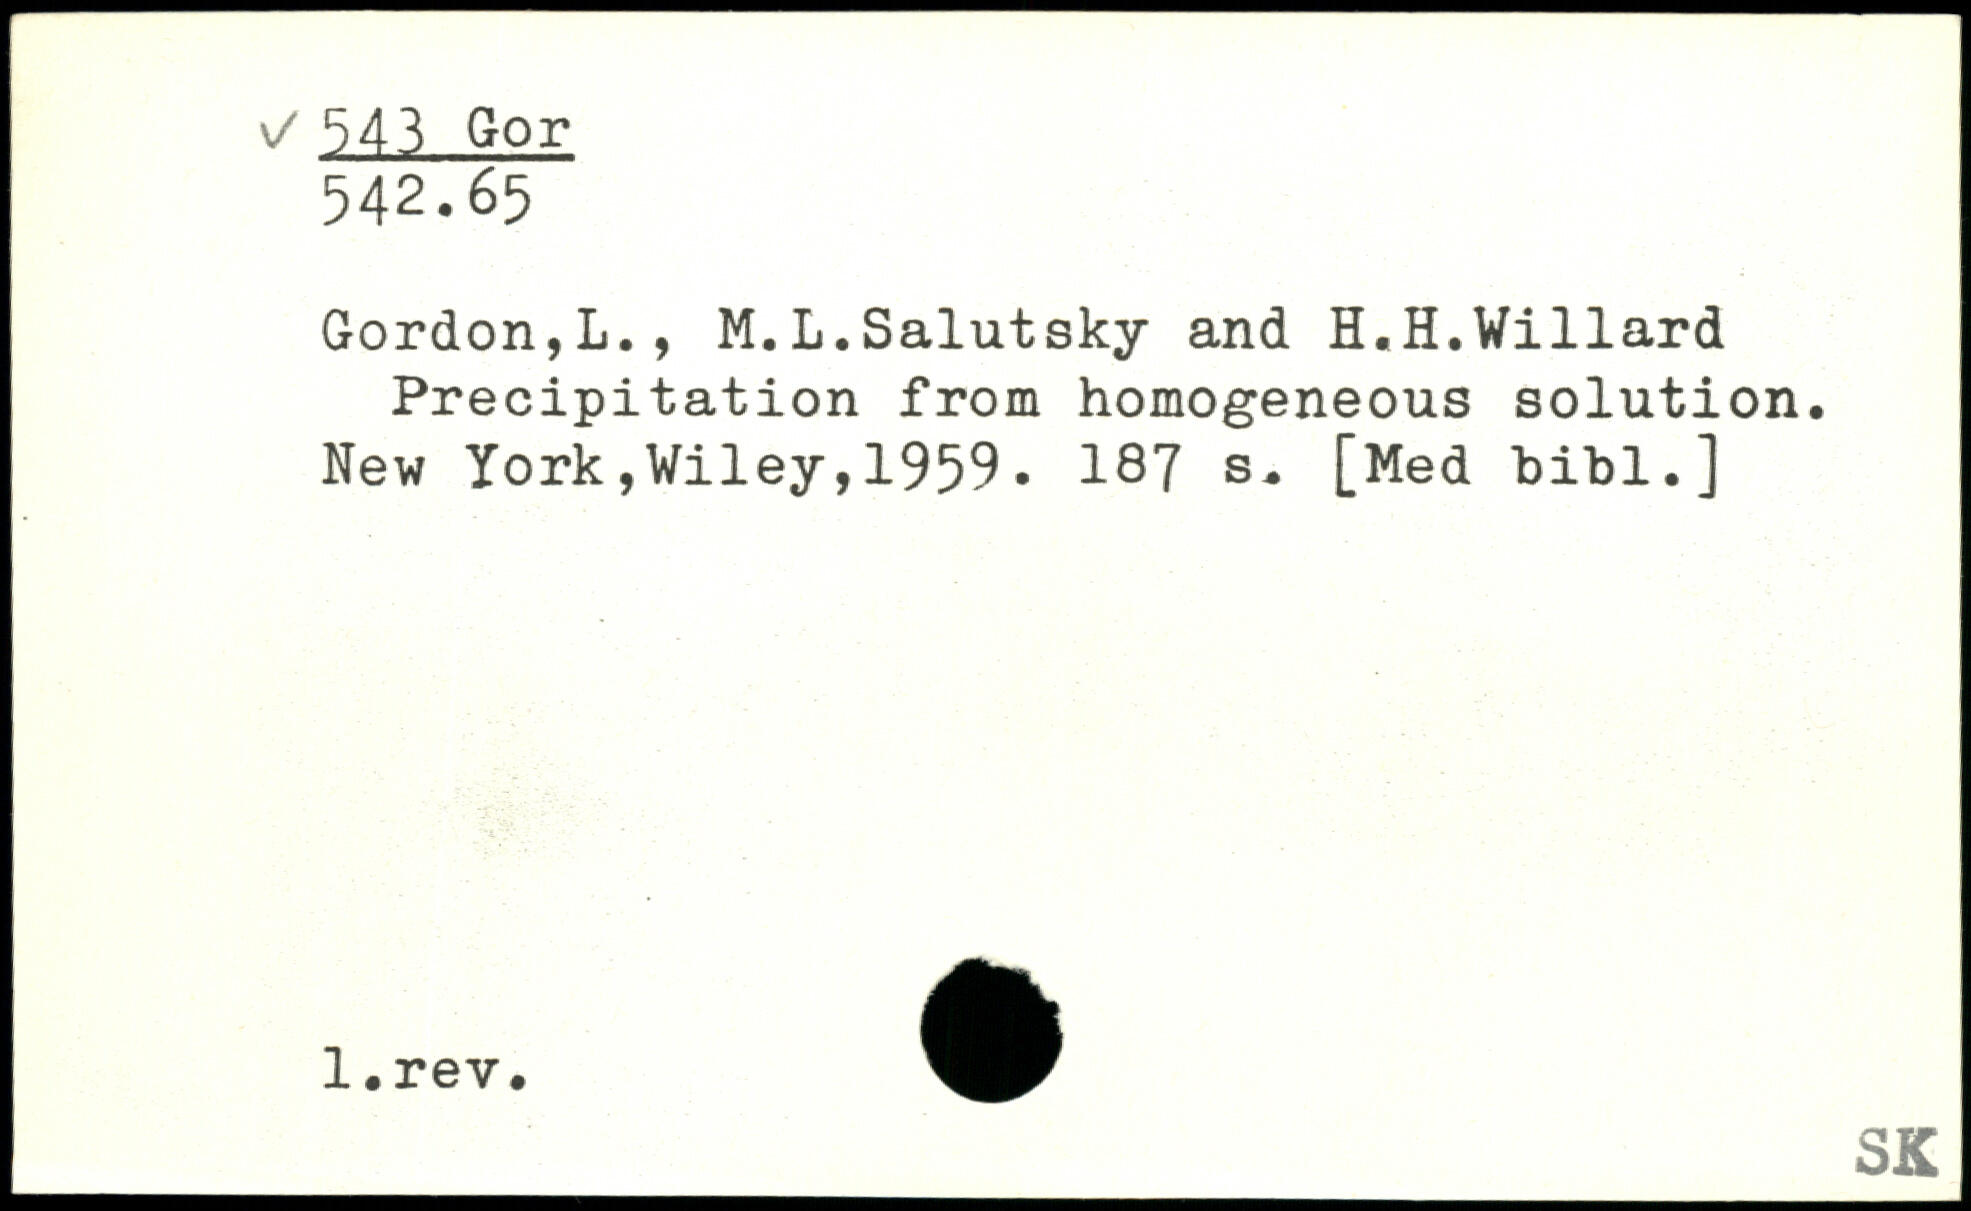 ✓ 543 Gor
542.65
Gordon,L., M.L.Salutsky and H.H.Willard
Precipitation from homogeneous solution.
New York,Wiley,1959. 187 s. [Med bibl.]
1.rev.
SK